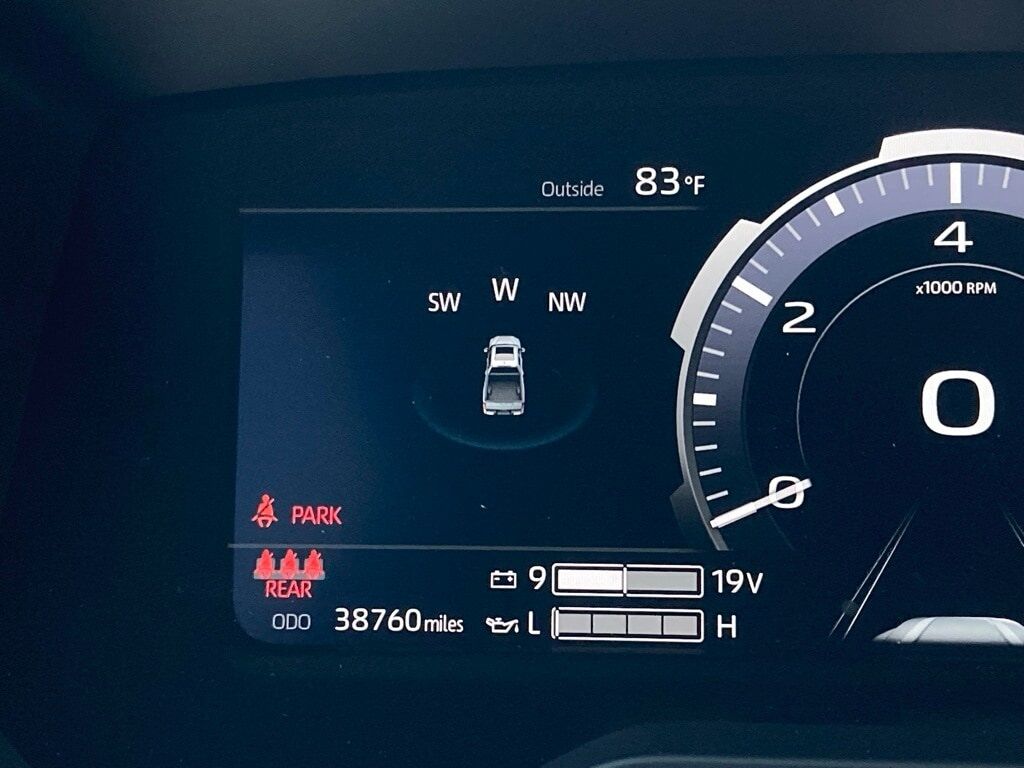 Outside 83°F
SW W NW
4
x1000 RPM
2
0
0
PARK
REAR
9 19V
ODO 38760 miles
L H